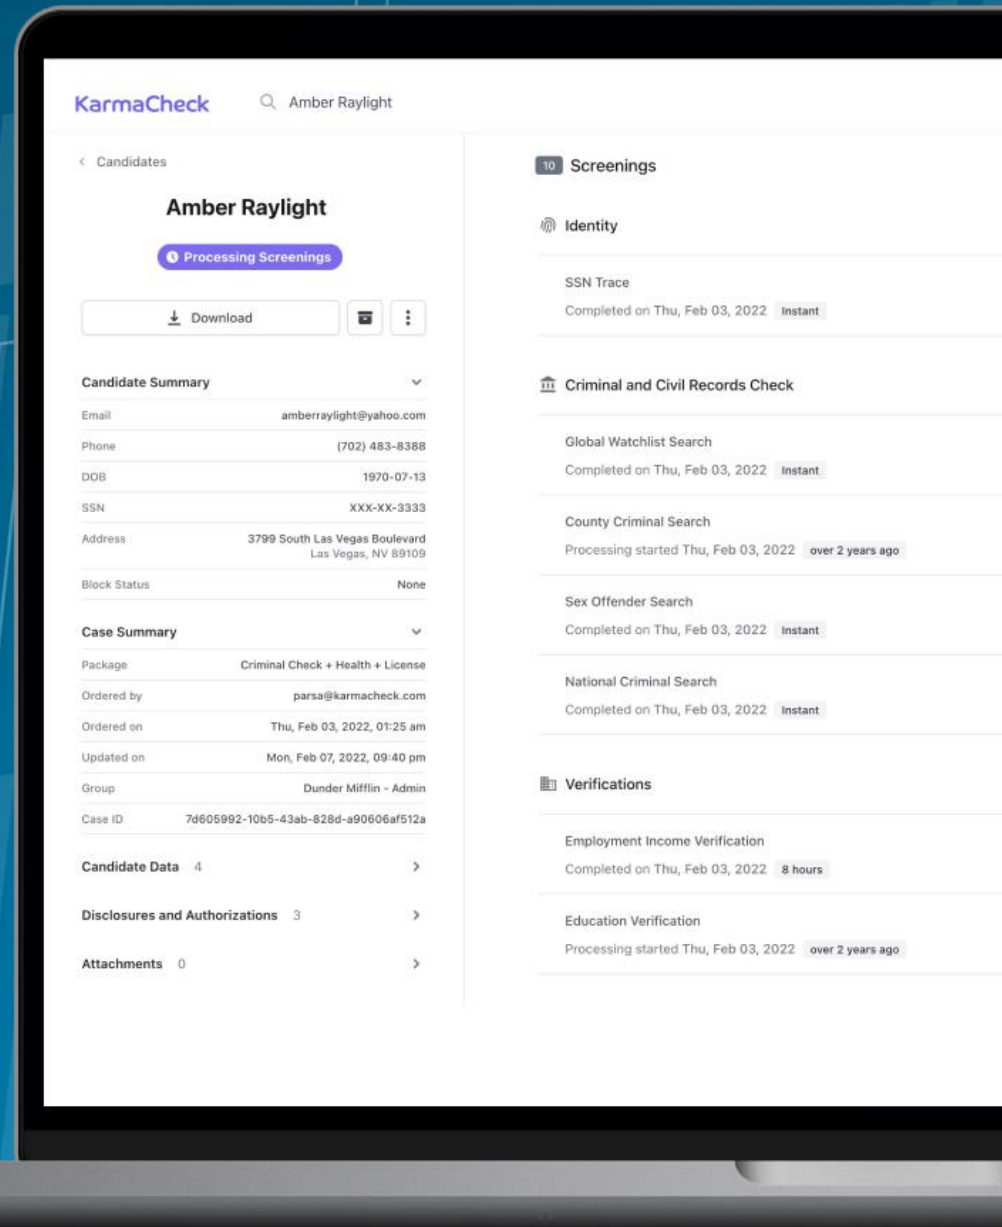 KarmaCheck
Amber Raylight
Candidates
Amber Raylight
Processing Screenings
Download
Candidate Summary
Email amberraylight@yahoo.com
Phone (702) 483-8388
DOB 1970-07-13
SSN XXX-XX-3333
Address 3799 South Las Vegas Boulevard
Las Vegas, NV 89109
Block Status None
Case Summary
Package Criminal Check + Health + License
Ordered by parsa@karmacheck.com
Ordered on Thu, Feb 03, 2022, 01:25 am
Updated on Mon, Feb 07, 2022, 09:40 pm
Group Dunder Mifflin - Admin
Case ID 7d605992-10b5-43ab-828d-a90606af512a
Candidate Data 4
Disclosures and Authorizations 3
Attachments 0
10 Screenings
Identity
SSN Trace
Completed on Thu, Feb 03, 2022 Instant
Criminal and Civil Records Check
Global Watchlist Search
Completed on Thu, Feb 03, 2022 Instant
County Criminal Search
Processing started Thu, Feb 03, 2022 over 2 years ago
Sex Offender Search
Completed on Thu, Feb 03, 2022 Instant
National Criminal Search
Completed on Thu, Feb 03, 2022 Instant
Verifications
Employment Income Verification
Completed on Thu, Feb 03, 2022 8 hours
Education Verification
Processing started Thu, Feb 03, 2022 over 2 years ago